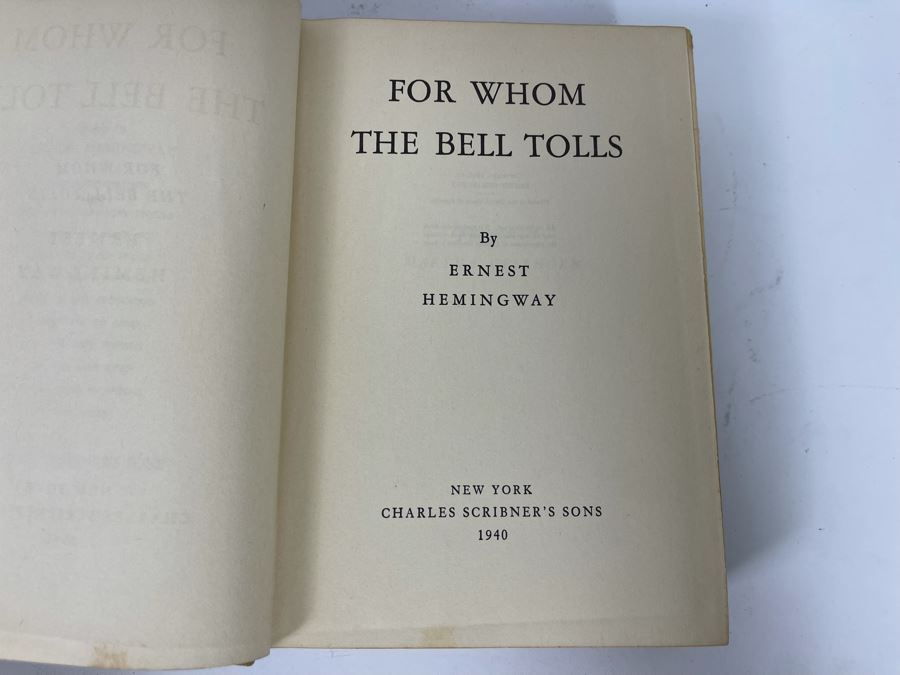 FOR WHOM
THE BELL TOLLS
By
ERNEST
HEMINGWAY
NEW YORK
CHARLES SCRIBNER'S SONS
1940